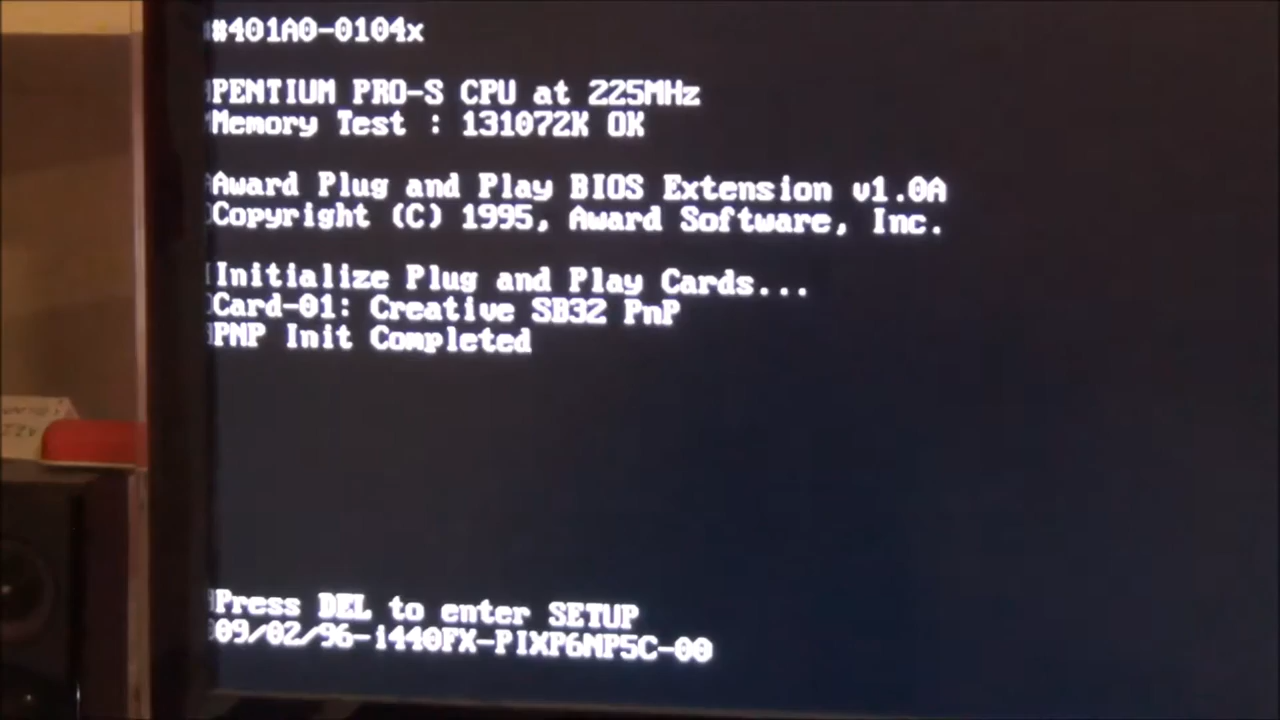 #401A0-0104x
PENTIUM PRO-S CPU at 225MHz
Memory Test : 131072K OK
Award Plug and Play BIOS Extension v1.0A
Copyright (C) 1995, Award Software, Inc.
Initialize Plug and Play Cards...
Card-01: Creative SB32 PnP
PNP Init Completed
Press DEL to enter SETUP
09/02/96-i440FX-PIXP6NP5C-00